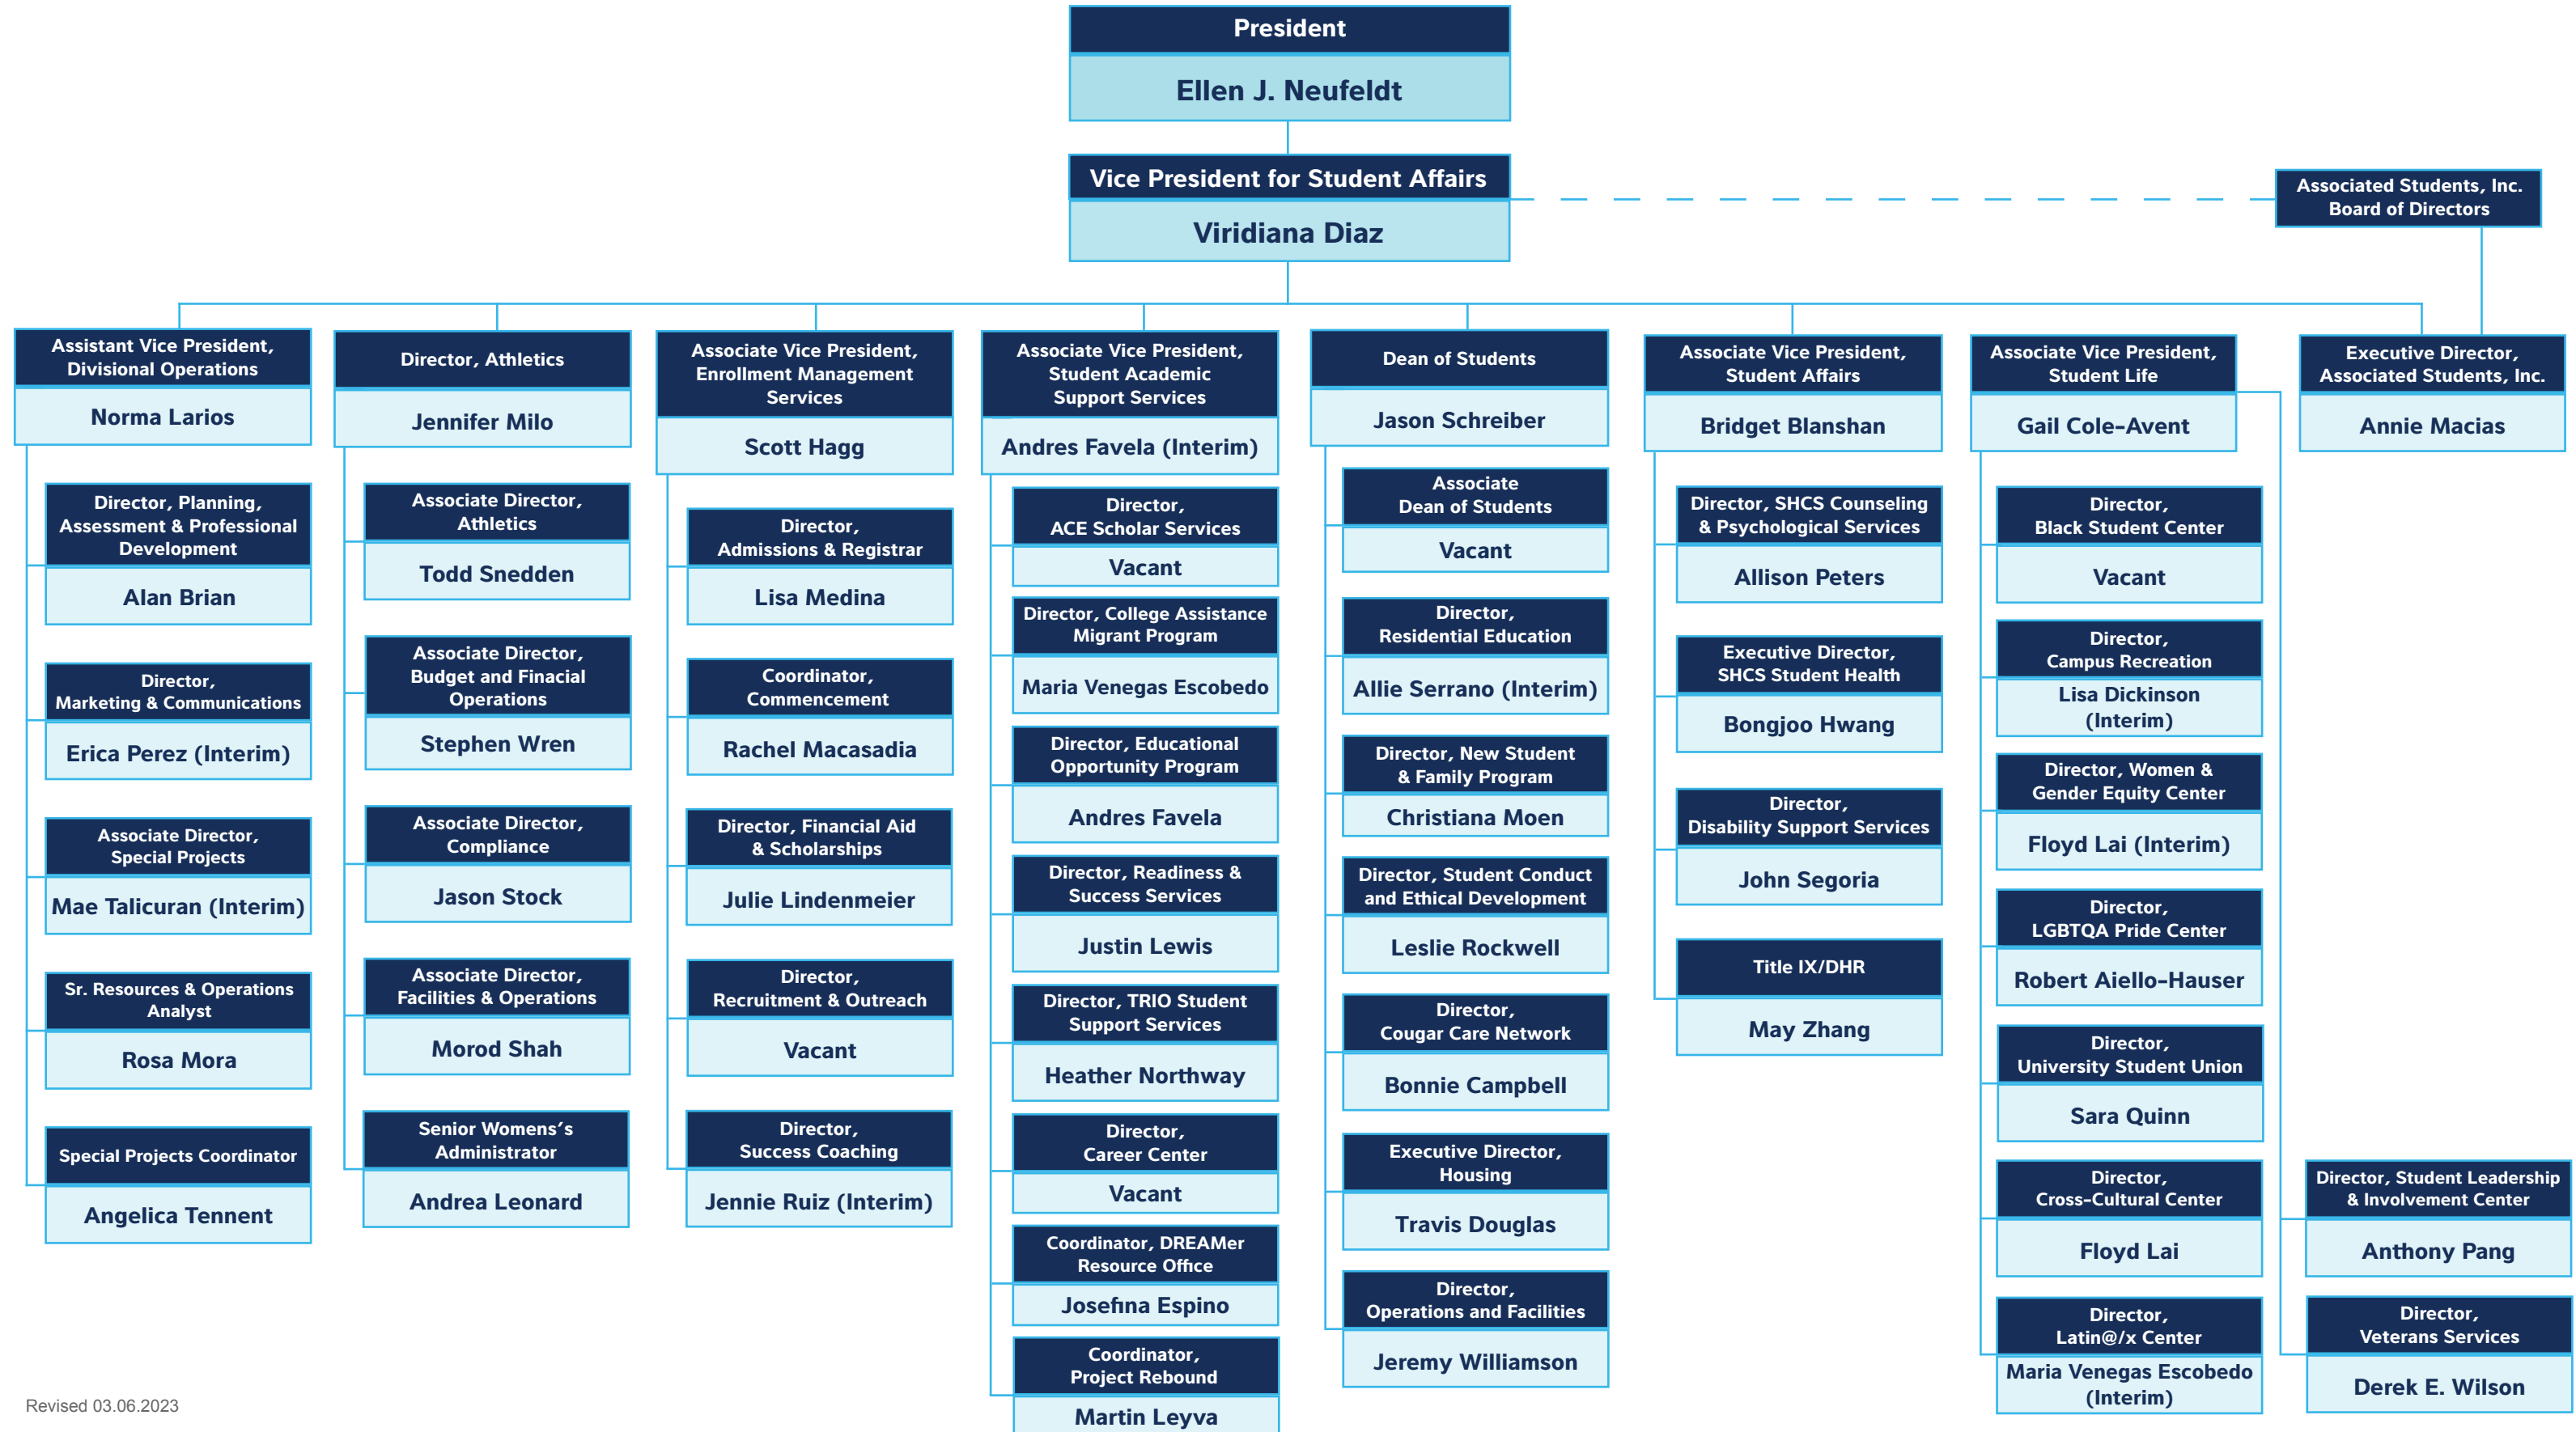 President
Ellen J. Neufeldt
Vice President for Student Affairs
Viridiana Diaz
Associated Students, Inc.
Board of Directors
Assistant Vice President,
Divisional Operations
Norma Larios
Director, Planning,
Assessment & Professional
Development
Alan Brian
Director,
Marketing & Communications
Erica Perez (Interim)
Associate Director,
Special Projects
Mae Talicuran (Interim)
Sr. Resources & Operations
Analyst
Rosa Mora
Special Projects Coordinator
Angelica Tennent
Director, Athletics
Jennifer Milo
Associate Director,
Athletics
Todd Snedden
Associate Director,
Budget and Finacial
Operations
Stephen Wren
Associate Director,
Compliance
Jason Stock
Associate Director,
Facilities & Operations
Morod Shah
Senior Womens's
Administrator
Andrea Leonard
Associate Vice President,
Enrollment Management
Services
Scott Hagg
Director,
Admissions & Registrar
Lisa Medina
Coordinator,
Commencement
Rachel Macasadia
Director, Financial Aid
& Scholarships
Julie Lindenmeier
Director,
Recruitment & Outreach
Vacant
Director,
Success Coaching
Jennie Ruiz (Interim)
Associate Vice President,
Student Academic
Support Services
Andres Favela (Interim)
Director,
ACE Scholar Services
Vacant
Director, College Assistance
Migrant Program
Maria Venegas Escobedo
Director, Educational
Opportunity Program
Andres Favela
Director, Readiness &
Success Services
Justin Lewis
Director, TRIO Student
Support Services
Heather Northway
Director,
Career Center
Vacant
Coordinator, DREAMer
Resource Office
Josefina Espino
Coordinator,
Project Rebound
Martin Leyva
Dean of Students
Jason Schreiber
Associate
Dean of Students
Vacant
Director,
Residential Education
Allie Serrano (Interim)
Director, New Student
& Family Program
Christiana Moen
Director, Student Conduct
and Ethical Development
Leslie Rockwell
Director,
Cougar Care Network
Bonnie Campbell
Executive Director,
Housing
Travis Douglas
Director,
Operations and Facilities
Jeremy Williamson
Associate Vice President,
Student Affairs
Bridget Blanshan
Director, SHCS Counseling
& Psychological Services
Allison Peters
Executive Director,
SHCS Student Health
Bongjoo Hwang
Director,
Disability Support Services
John Segoria
Title IX/DHR
May Zhang
Associate Vice President,
Student Life
Gail Cole-Avent
Director,
Black Student Center
Vacant
Director,
Campus Recreation
Lisa Dickinson
(Interim)
Director, Women &
Gender Equity Center
Floyd Lai (Interim)
Director,
LGBTQA Pride Center
Robert Aiello-Hauser
Director,
University Student Union
Sara Quinn
Director,
Cross-Cultural Center
Floyd Lai
Director,
Latin@/x Center
Maria Venegas Escobedo
(Interim)
Executive Director,
Associated Students, Inc.
Annie Macias
Director, Student Leadership
& Involvement Center
Anthony Pang
Director,
Veterans Services
Derek E. Wilson
Revised 03.06.2023